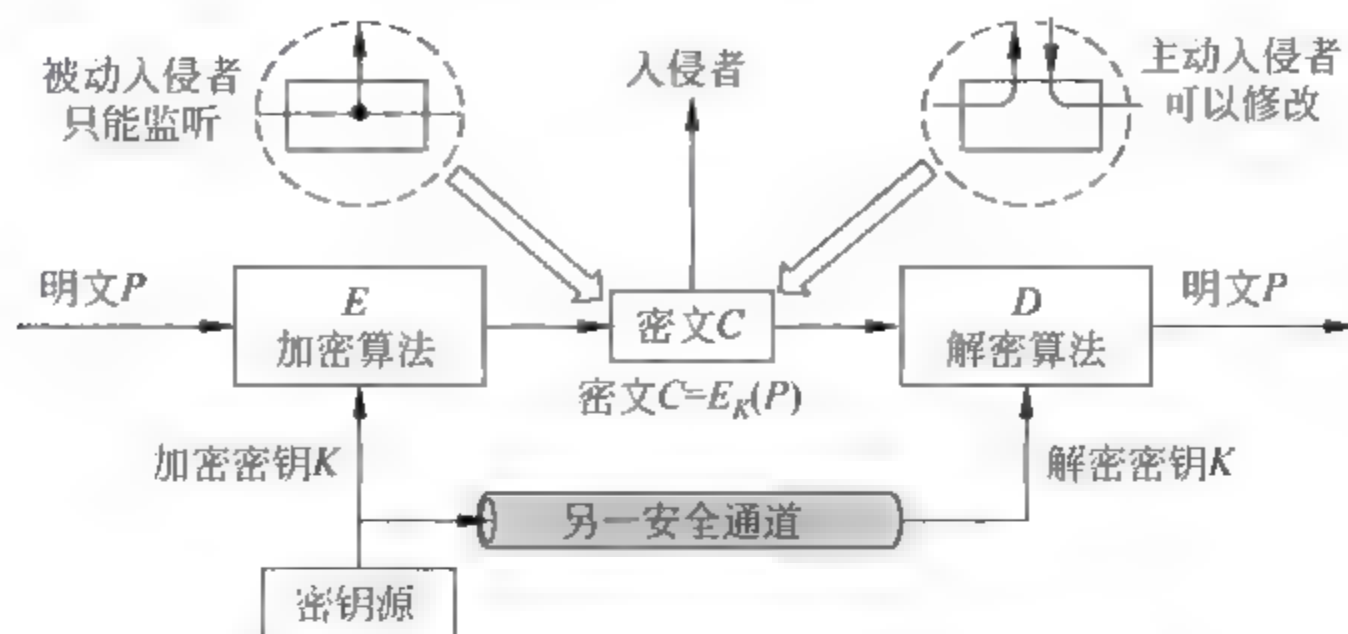 被动入侵者
只能监听
入侵者
主动入侵者
可以修改
明文P
E
加密算法
密文C
D
解密算法
明文P
密文C=E_K(P)
加密密钥K
解密密钥K
另一安全通道
密钥源